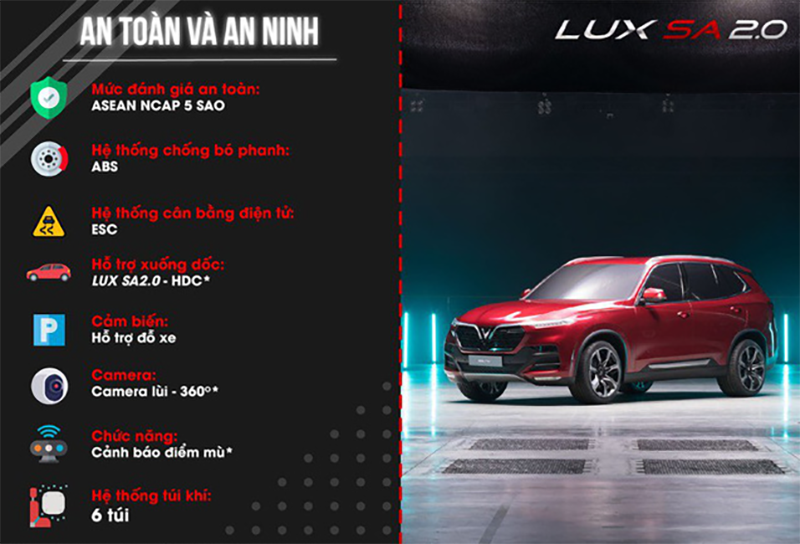 AN TOÀN VÀ AN NINH
LUX SA 2.0
Mức đánh giá an toàn:
ASEAN NCAP 5 SAO
Hệ thống chống bó phanh:
ABS
Hệ thống cân bằng điện tử:
ESC
Hỗ trợ xuống dốc:
LUX SA2.0 - HDC*
Cảm biến:
Hỗ trợ đỗ xe
P
Camera:
Camera lùi - 360º*
Chức năng:
Cảnh báo điểm mù*
Hệ thống túi khí:
6 túi